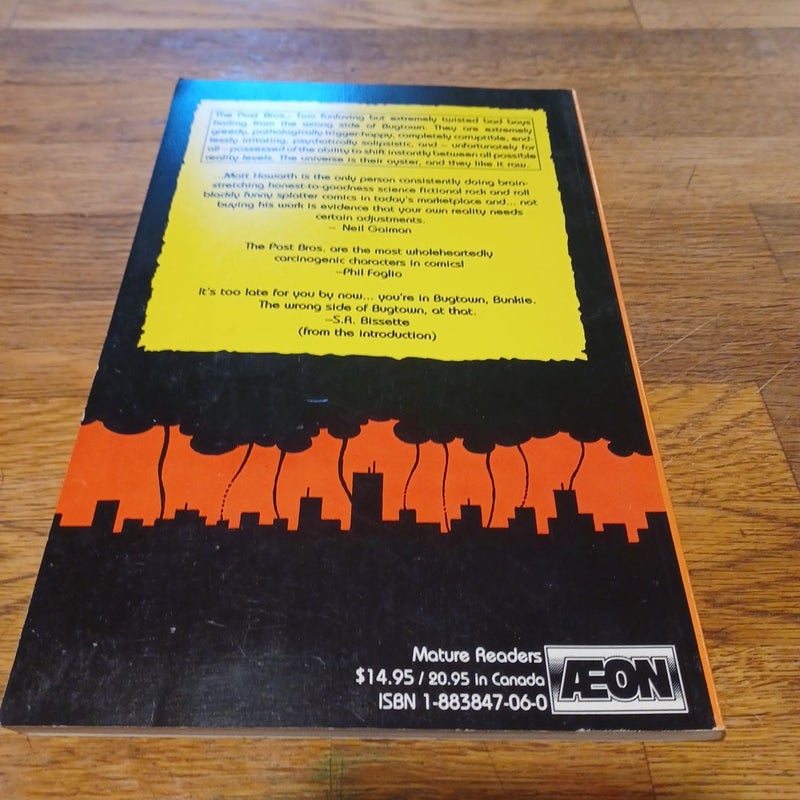 The Post Bros.: Two funloving but extremely twisted bad boys
hailing from the wrong side of Bugtown. They are extremely
greedy, pathologically trigger happy, completely corruptible, end-
lessly irritating, psychotically solipsistic, and – unfortunately for
all – possessed of the ability to shift instantly between all possible
reality levels. The universe is their oyster, and they like it raw.
...Matt Howarth is the only person consistently doing brain-
stretching honest-to-goodness science fictional rock and roll
blackly funny splatter comics in today's marketplace and... not
buying his work is evidence that your own reality needs
certain adjustments.
– Neil Gaiman
The Post Bros. are the most wholeheartedly
carcinogenic characters in comics!
–Phil Foglio
It's too late for you by now... you're in Bugtown, Bunkie.
The wrong side of Bugtown, at that.
–S.R. Bissette
(from the introduction)
Mature Readers
$14.95 / 20.95 in Canada
ISBN 1-883847-06-0
ÆON